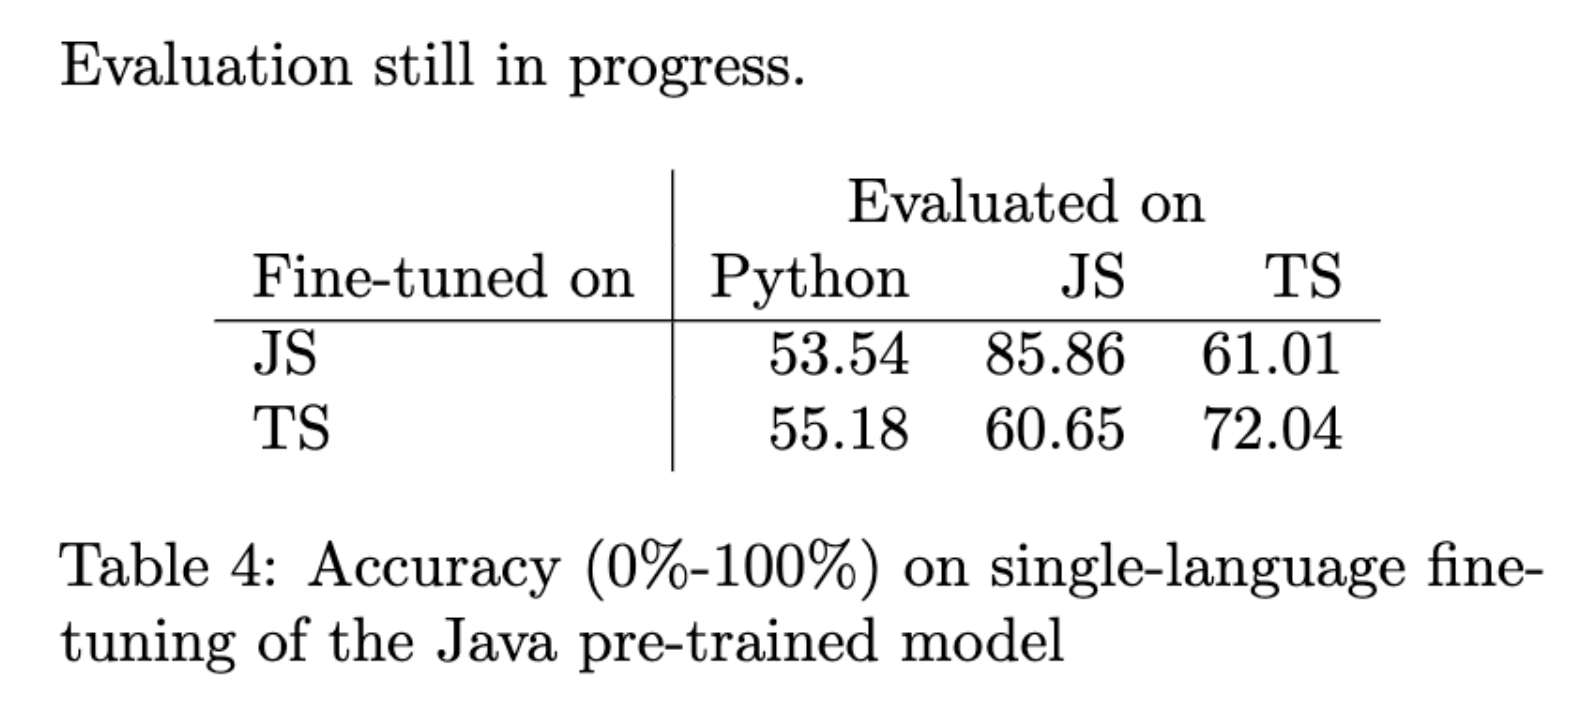 Evaluation still in progress.
Evaluated on
Fine-tuned on Python JS TS
JS 53.54 85.86 61.01
TS 55.18 60.65 72.04
Table 4: Accuracy (0%-100%) on single-language fine-
tuning of the Java pre-trained model